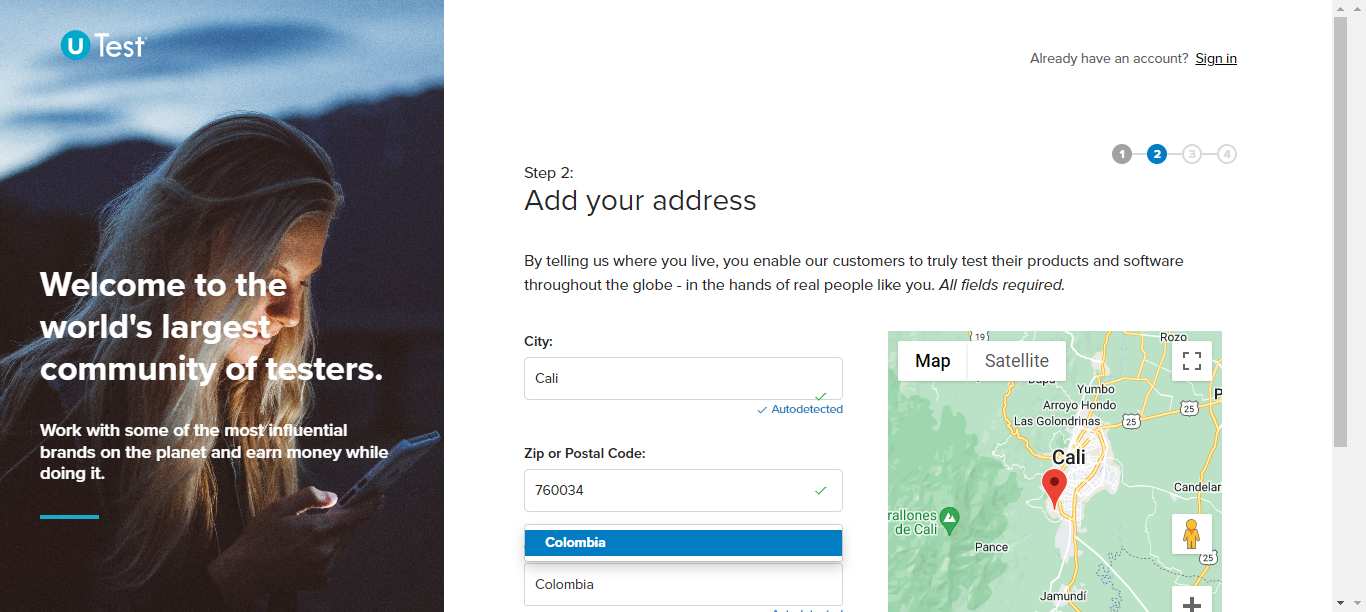 U Test
Already have an account? Sign in
1 2 3 4
Step 2:
Add your address
By telling us where you live, you enable our customers to truly test their products and software
throughout the globe - in the hands of real people like you. All fields required.
Welcome to the
world's largest
community of testers.
Work with some of the most influential
brands on the planet and earn money while
doing it.
City:
Cali
Autodetected
Zip or Postal Code:
760034
Colombia
Colombia
19
Rozo
Map
Satellite
Yumbo
Arroyo Hondo
25
Las Golondrinas
25
Cali
Candelar
rallones
de Cali
Pance
25
Jamundí